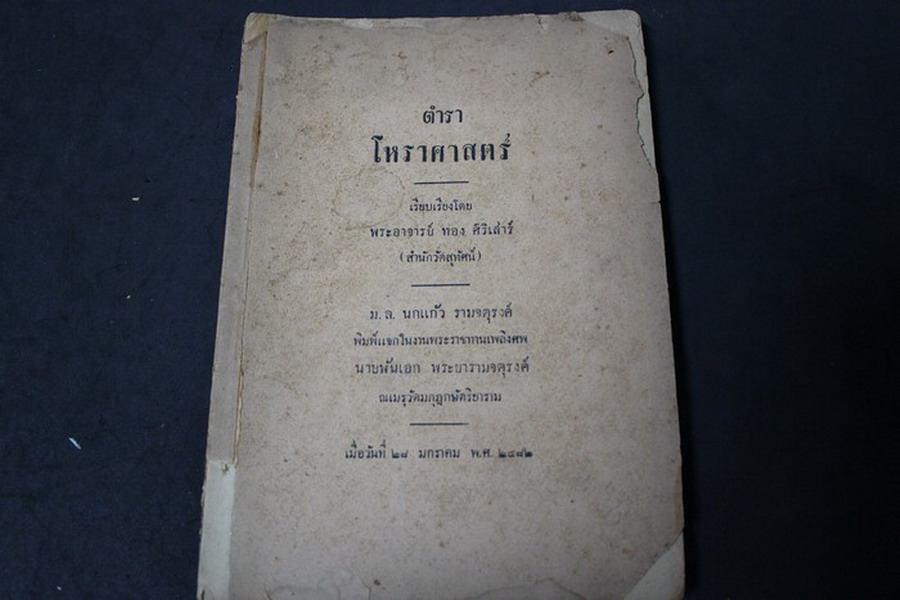 ตำรา
โหราศาสตร์
เรียบเรียงโดย
พระอาจารย์ ทอง ศิริเสาร์
(สำนักวัดสุทัศน์)
ม. ล. นกแก้ว รามจตุรงค์
พิมพ์แจกในงานพระราชทานเพลิงศพ
นายพันเอก พระยารามจตุรงค์
ณเมรุวัดมกุฏกษัตริยาราม
เมื่อวันที่ ๒๘ มกราคม พ.ศ. ๒๔๘๒